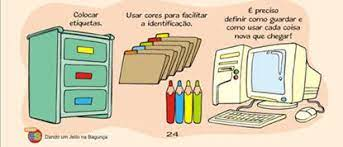 Colocar
etiquetas.
Usar cores para facilitar
a identificação.
É preciso
definir como guardar e
como usar cada coisa
nova que chegar!
Dando um Jeito na Bagunça
24